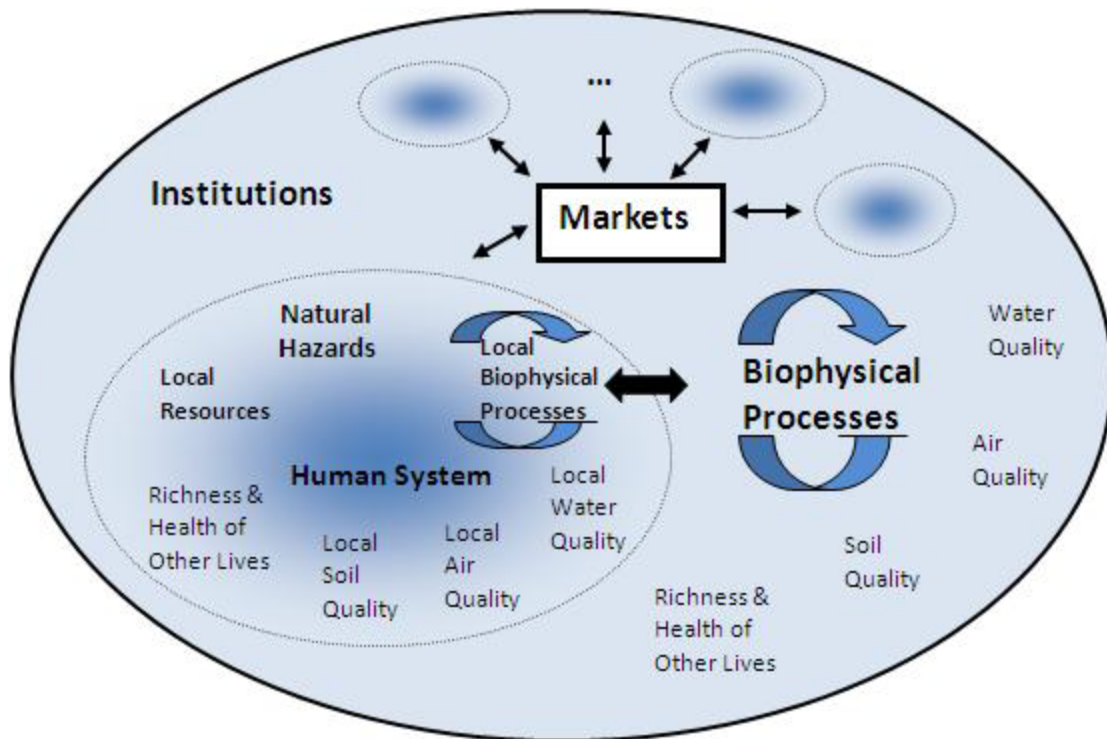 ...
Institutions
Markets
Natural
Hazards
Local
Resources
Local
Biophysical
Processes
Human System
Richness &
Health of
Other Lives
Local
Soil
Quality
Local
Air
Quality
Local
Water
Quality
Biophysical
Processes
Water
Quality
Air
Quality
Soil
Quality
Richness &
Health of
Other Lives